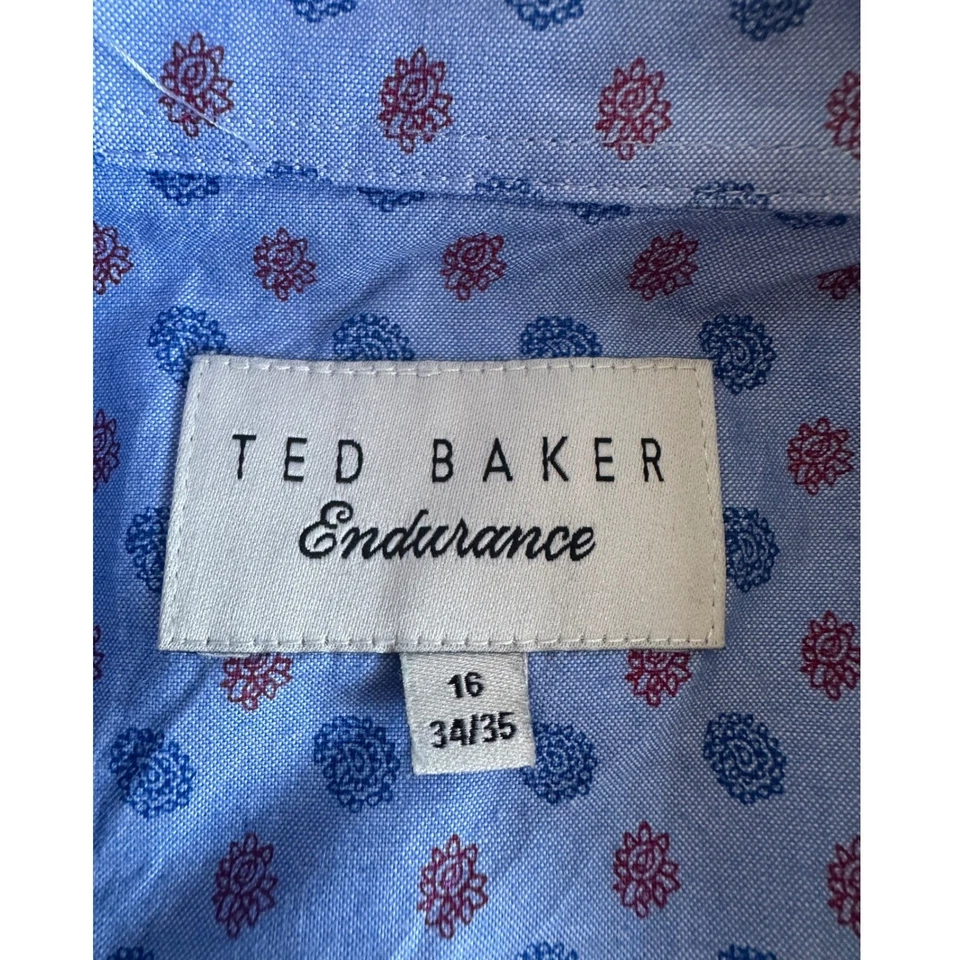 TED BAKER
Endurance
16
34/35